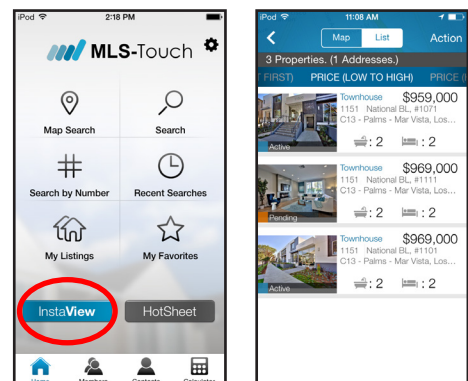 iPod 2:18 PM
MLS-Touch
Map Search Search
Search by Number Recent Searches
My Listings My Favorites
InstaView HotSheet
Home Members Contacts Calculator
iPod 11:08 AM
Map List Action
3 Properties. (1 Addresses.)
FIRST) PRICE (LOW TO HIGH) PRICE (
Townhouse $959,000
1151 National BL, #1071
C13 - Palms - Mar Vista, Los...
Active : 2 : 2
Townhouse $969,000
1151 National BL, #1111
C13 - Palms - Mar Vista, Los...
Pending : 2 : 2
Townhouse $969,000
1151 National BL, #1101
C13 - Palms - Mar Vista, Los...
Active : 2 : 2